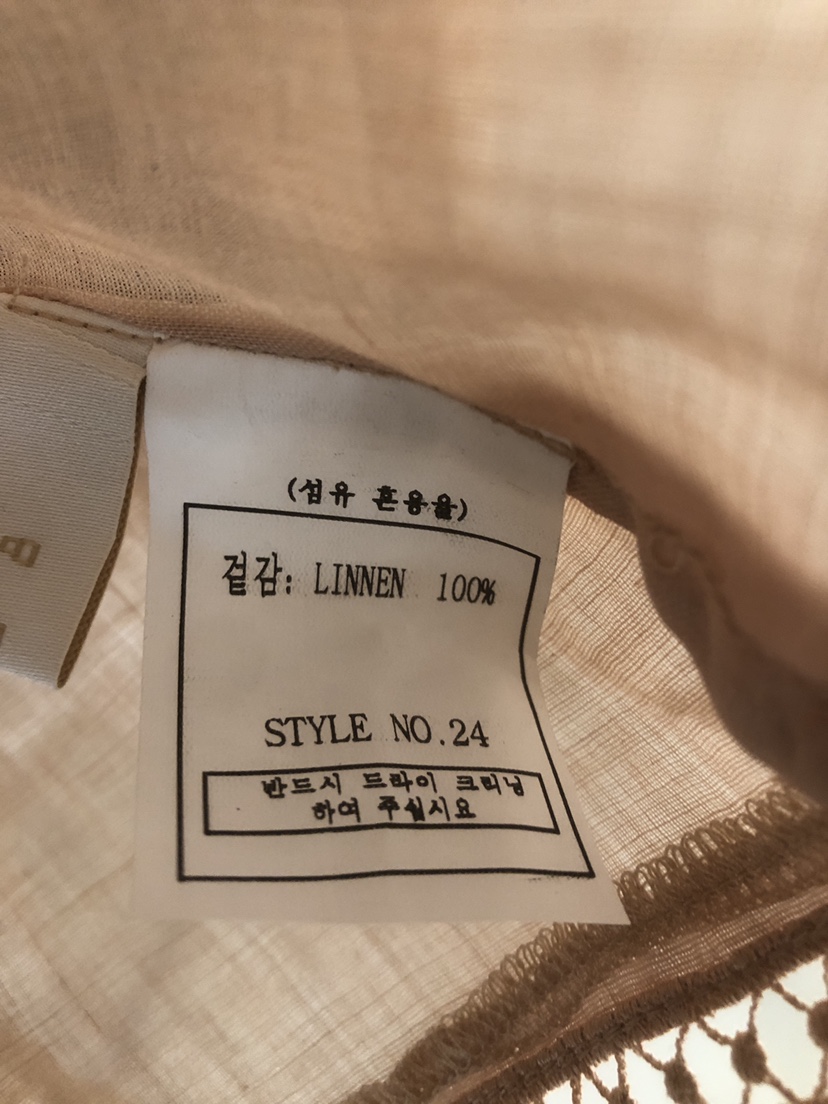 (섬유 혼용율)
겉감: LINNEN 100%
STYLE NO.24
반드시 드라이 크리닝
하여 주십시요